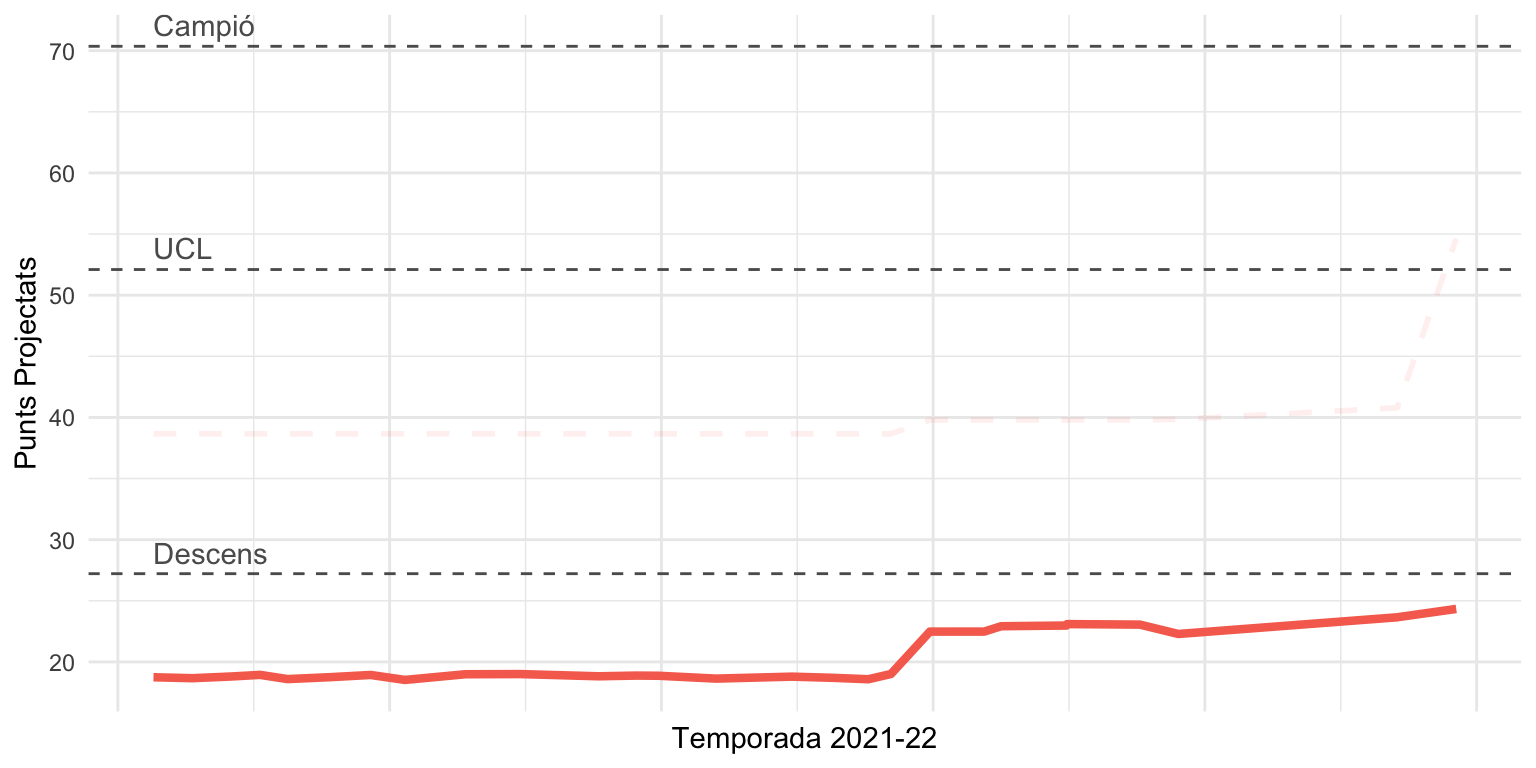 Campió
70
60
UCL
50
40
30
Descens
20
Punts Projectats
Temporada 2021-22